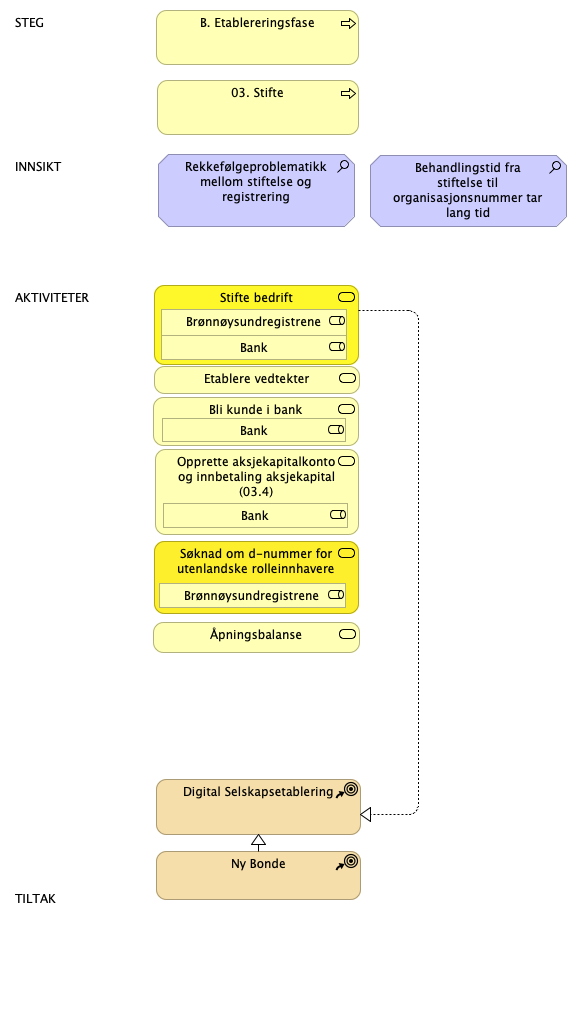 STEG
B. Etablereringsfase
03. Stifte
INNSIKT
Rekkefølgeproblematikk
mellom stiftelse og
registrering
Behandlingstid fra
stiftelse til
organisasjonsnummer tar
lang tid
AKTIVITETER
Stifte bedrift
Brønnøysundregistrene
Bank
Etablere vedtekter
Bli kunde i bank
Bank
Opprette aksjekapitalkonto
og innbetaling aksjekapital
(03.4)
Bank
Søknad om d-nummer for
utenlandske rolleinnhavere
Brønnøysundregistrene
Åpningsbalanse
Digital Selskapsetablering
Ny Bonde
TILTAK